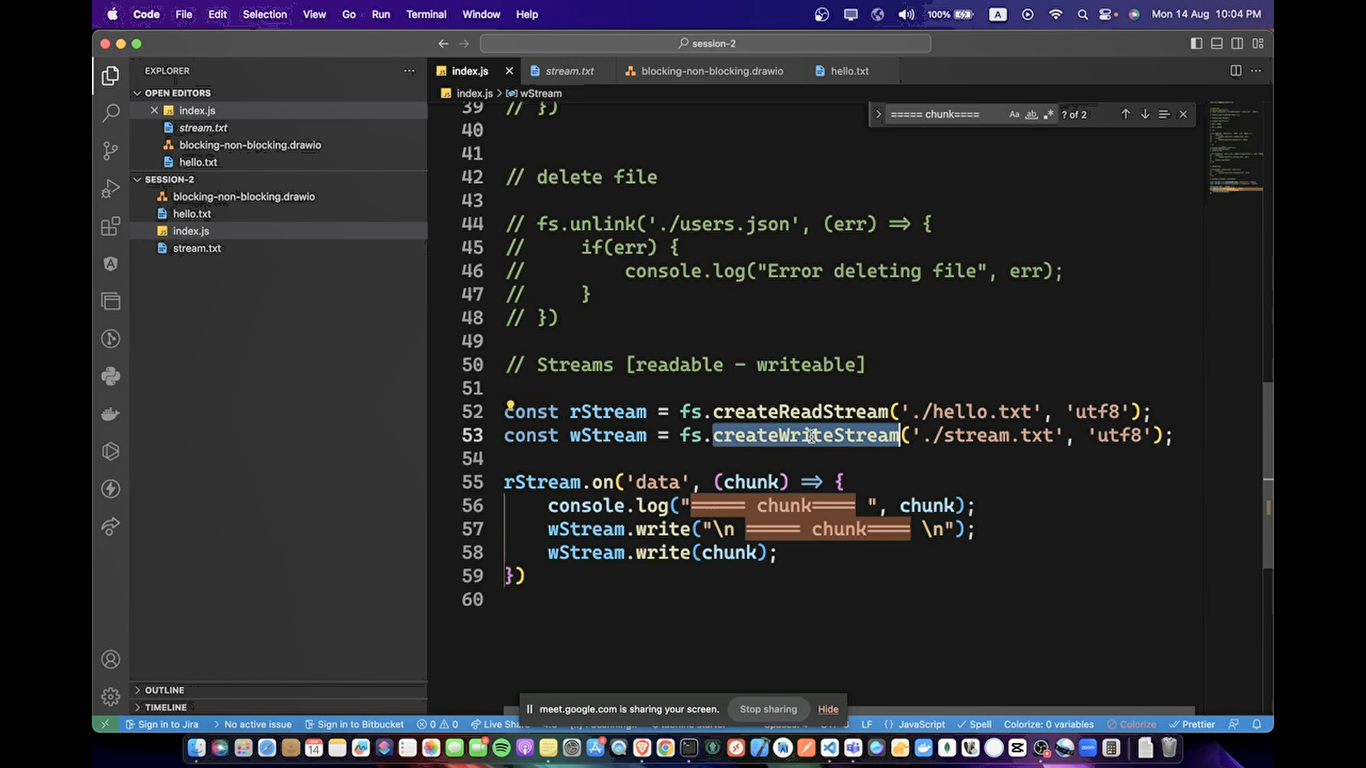 Code File Edit Selection View Go Run Terminal Window Help 100% A Mon 14 Aug 10:04 PM
session-2
EXPLORER
index.js stream.txt blocking-non-blocking.drawio hello.txt
index.js > wStream
OPEN EDITORS
index.js
stream.txt
blocking-non-blocking.drawio
hello.txt
SESSION-2
blocking-non-blocking.drawio
hello.txt
index.js
stream.txt
OUTLINE
TIMELINE
===== chunk==== Aa ab .* ? of 2
39 // })
40
41
42 // delete file
43
44 // fs.unlink('./users.json', (err) => {
45 //     if(err) {
46 //         console.log("Error deleting file", err);
47 //     }
48 // })
49
50 // Streams [readable - writeable]
51
52 const rStream = fs.createReadStream('./hello.txt', 'utf8');
53 const wStream = fs.createWriteStream('./stream.txt', 'utf8');
54
55 rStream.on('data', (chunk) => {
56     console.log("===== chunk==== ", chunk);
57     wStream.write("\n ===== chunk==== \n");
58     wStream.write(chunk);
59 })
60
meet.google.com is sharing your screen. Stop sharing Hide
Sign in to Jira No active issue Sign in to Bitbucket 0 0 Live Share LF {} JavaScript Spell Colorize: 0 variables Colorize Prettier
14
zoom